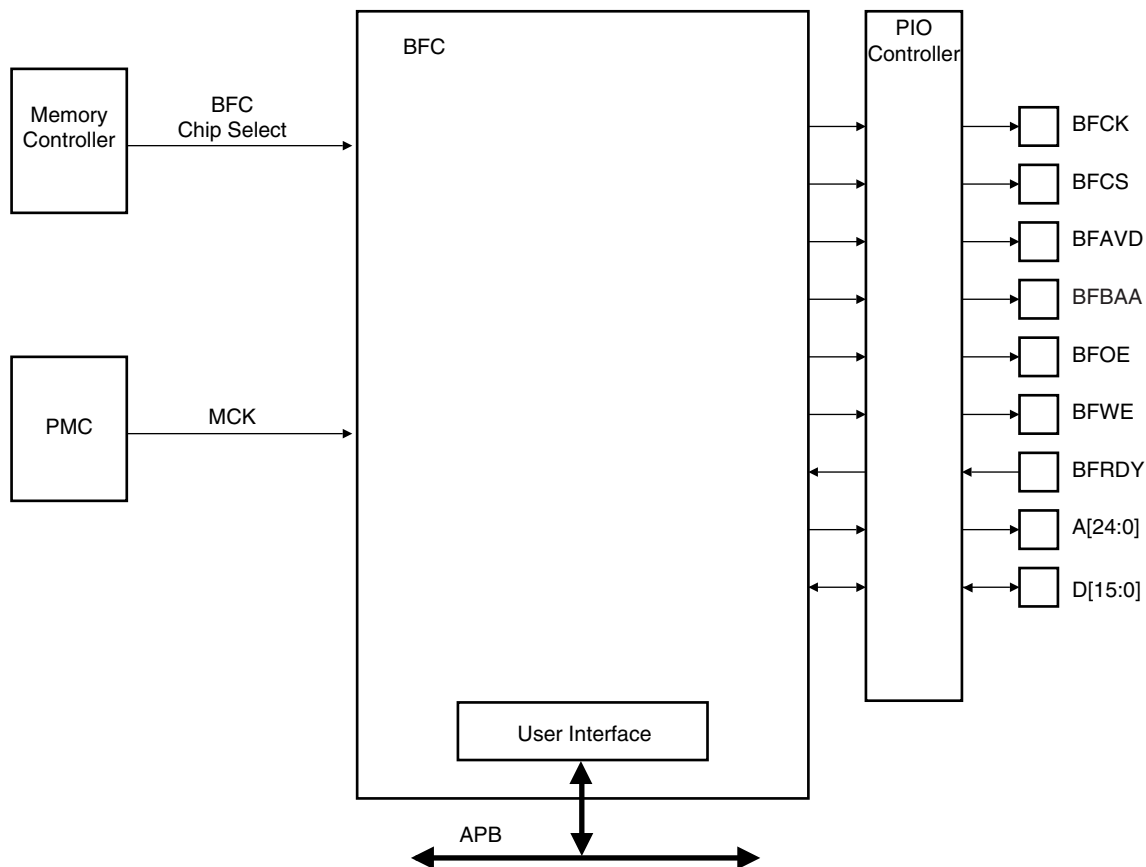 BFC
PIO
Controller
Memory
Controller
BFC
Chip Select
BFCK
BFCS
BFAVD
BFBAA
BFOE
PMC
MCK
BFWE
BFRDY
A[24:0]
D[15:0]
User Interface
APB